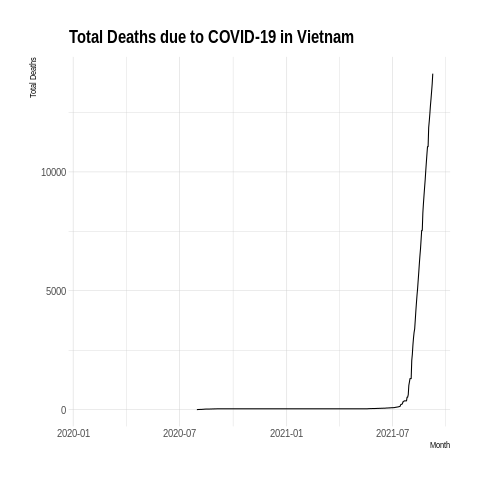 Total Deaths due to COVID-19 in Vietnam
Total Deaths
10000
5000
0
2020-01
2020-07
2021-01
2021-07
Month